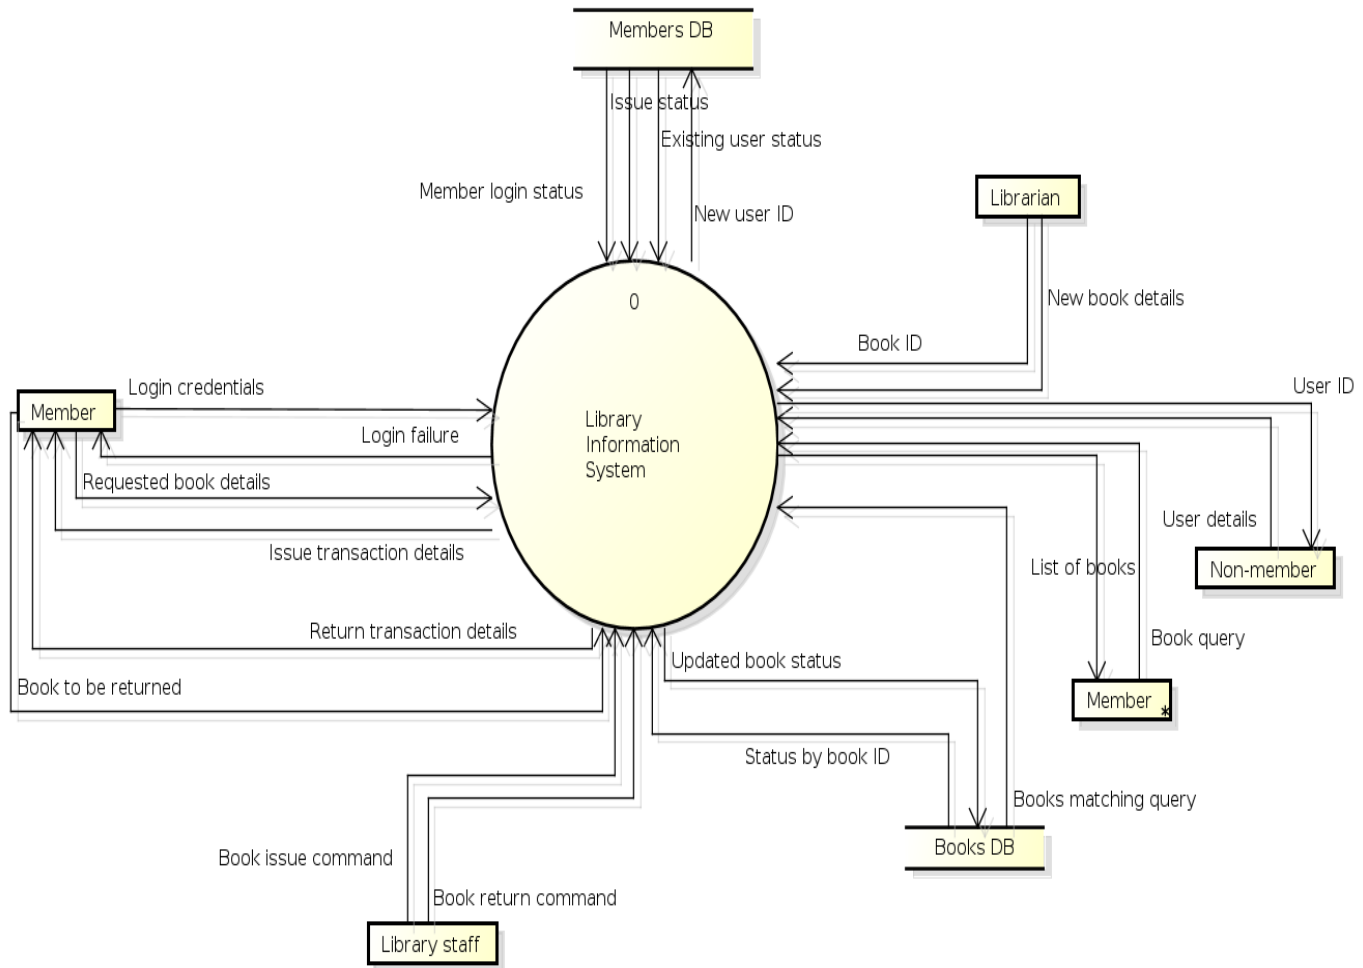 Members DB
Issue status
Existing user status
Member login status
Librarian
New user ID
0
New book details
Book ID
User ID
Login credentials
Member
Library
Information
System
Login failure
Requested book details
User details
Issue transaction details
List of books
Non-member
Return transaction details
Book query
Updated book status
Book to be returned
Member
*
Status by book ID
Books matching query
Books DB
Book issue command
Book return command
Library staff